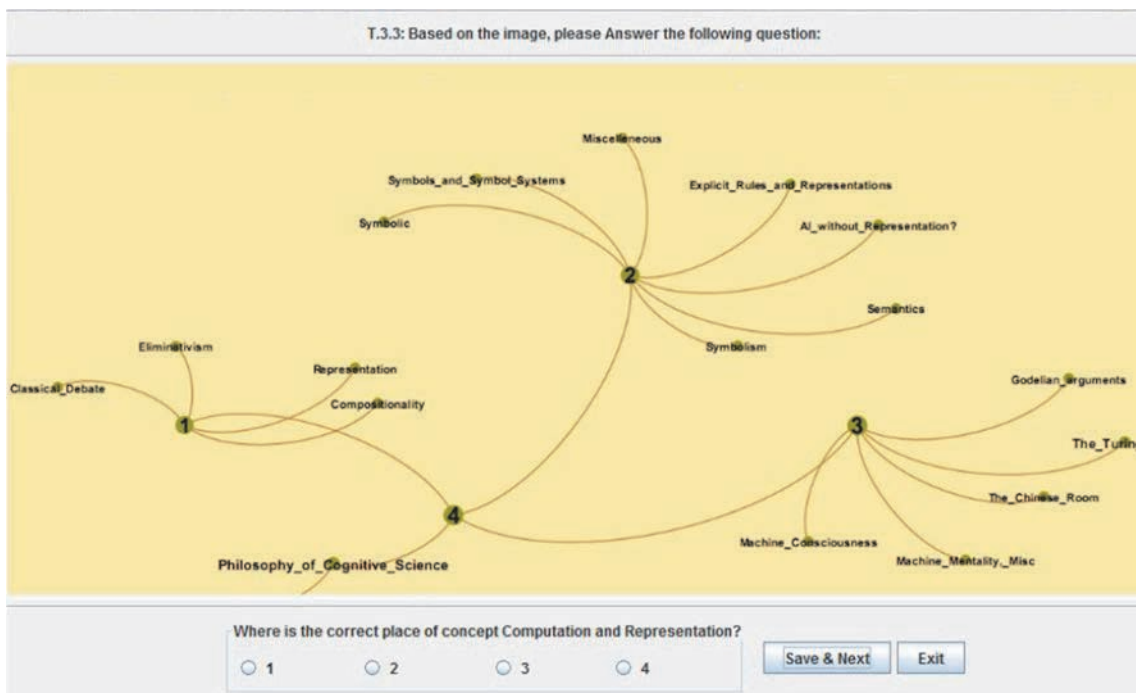 T.3.3: Based on the image, please Answer the following question:
Miscelleneous
Symbols_and_Symbol_Systems
Explicit_Rules_and_Representations
Symbolic
AI_without_Representation?
2
Semantics
Eliminativism
Symbolism
Representation
Classical_Debate
Godelian_arguments
Compositionality
1
3
The_Turing
The_Chinese_Room
4
Machine_Consciousness
Machine_Mentality,_Misc
Philosophy_of_Cognitive_Science
Where is the correct place of concept Computation and Representation?
1 2 3 4
Save & Next Exit